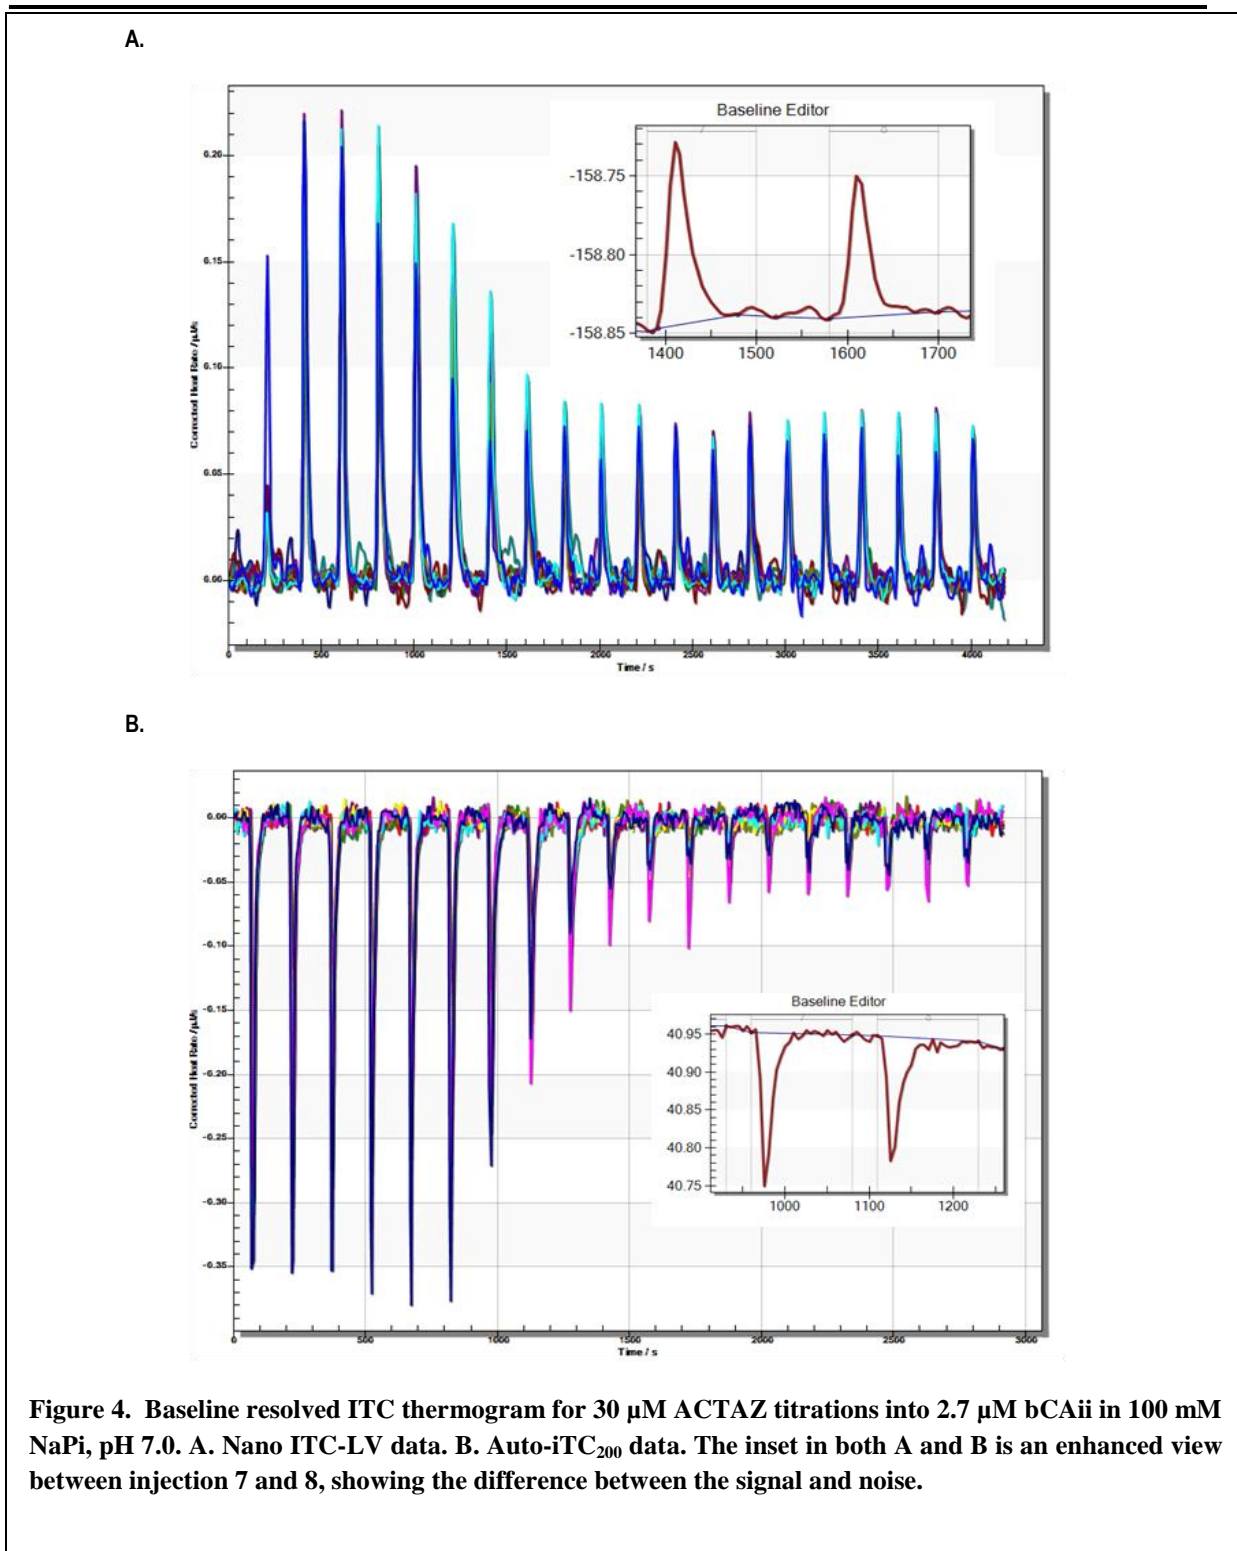 A.
Baseline Editor
7
8
-158.75
-158.80
-158.85
1400 1500 1600 1700
0.20
0.15
0.10
0.05
0.00
Corrected Heat Rate / µJ/s
0 500 1000 1500 2000 2500 3000 3500 4000
Time / s
B.
0.00
-0.05
-0.10
-0.15
-0.20
-0.25
-0.30
-0.35
Corrected Heat Rate / µJ/s
Baseline Editor
7
8
40.95
40.90
40.85
40.80
40.75
1000 1100 1200
0 500 1000 1500 2000 2500 3000
Time / s
Figure 4. Baseline resolved ITC thermogram for 30 µM ACTAZ titrations into 2.7 µM bCAii in 100 mM
NaPi, pH 7.0. A. Nano ITC-LV data. B. Auto-iTC200 data. The inset in both A and B is an enhanced view
between injection 7 and 8, showing the difference between the signal and noise.